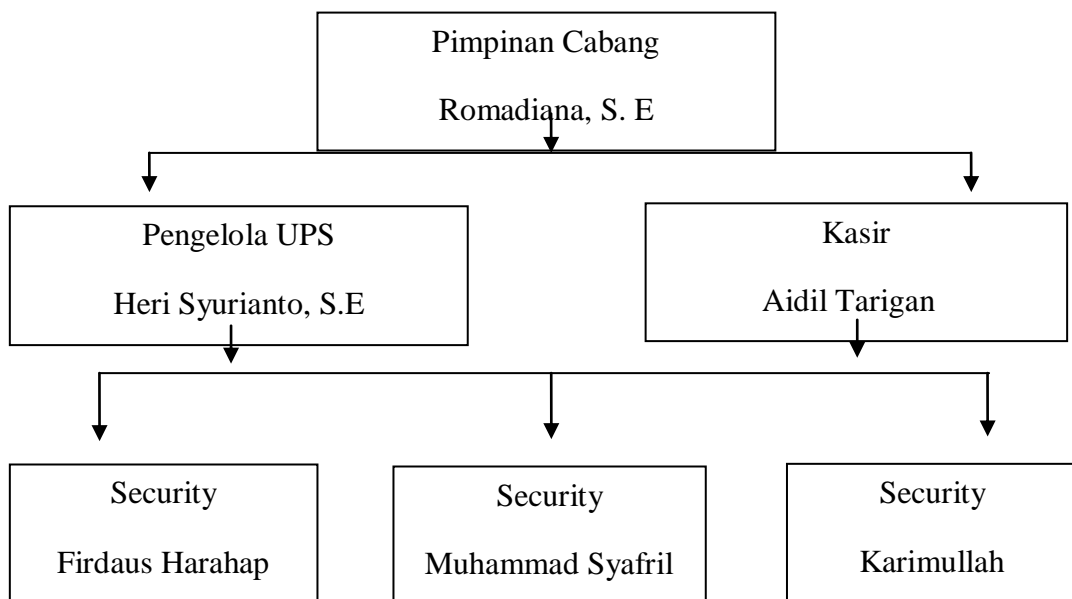 Pimpinan Cabang
Romadiana, S. E
Pengelola UPS
Heri Syurianto, S.E
Kasir
Aidil Tarigan
Security
Firdaus Harahap
Security
Muhammad Syafril
Security
Karimullah